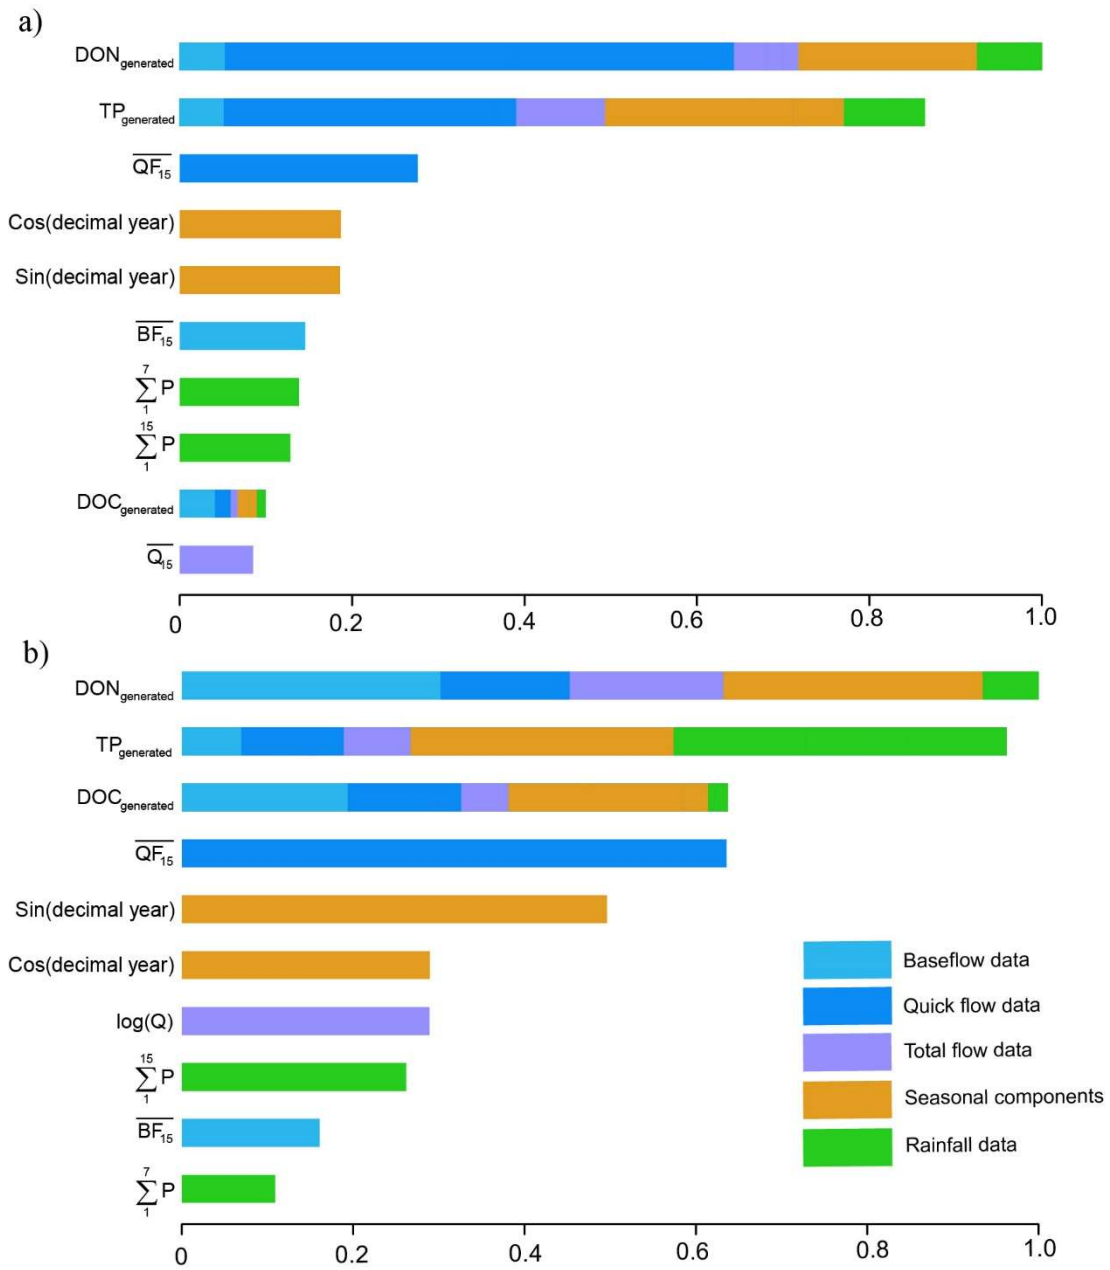 a)
DONgenerated
TPgenerated
QF15
Cos(decimal year)
Sin(decimal year)
BF15
7
∑P
1
15
∑P
1
DOCgenerated
Q15
0 0.2 0.4 0.6 0.8 1.0
b)
DONgenerated
TPgenerated
DOCgenerated
QF15
Sin(decimal year)
Cos(decimal year)
log(Q)
15
∑P
1
BF15
7
∑P
1
Baseflow data
Quick flow data
Total flow data
Seasonal components
Rainfall data
0 0.2 0.4 0.6 0.8 1.0